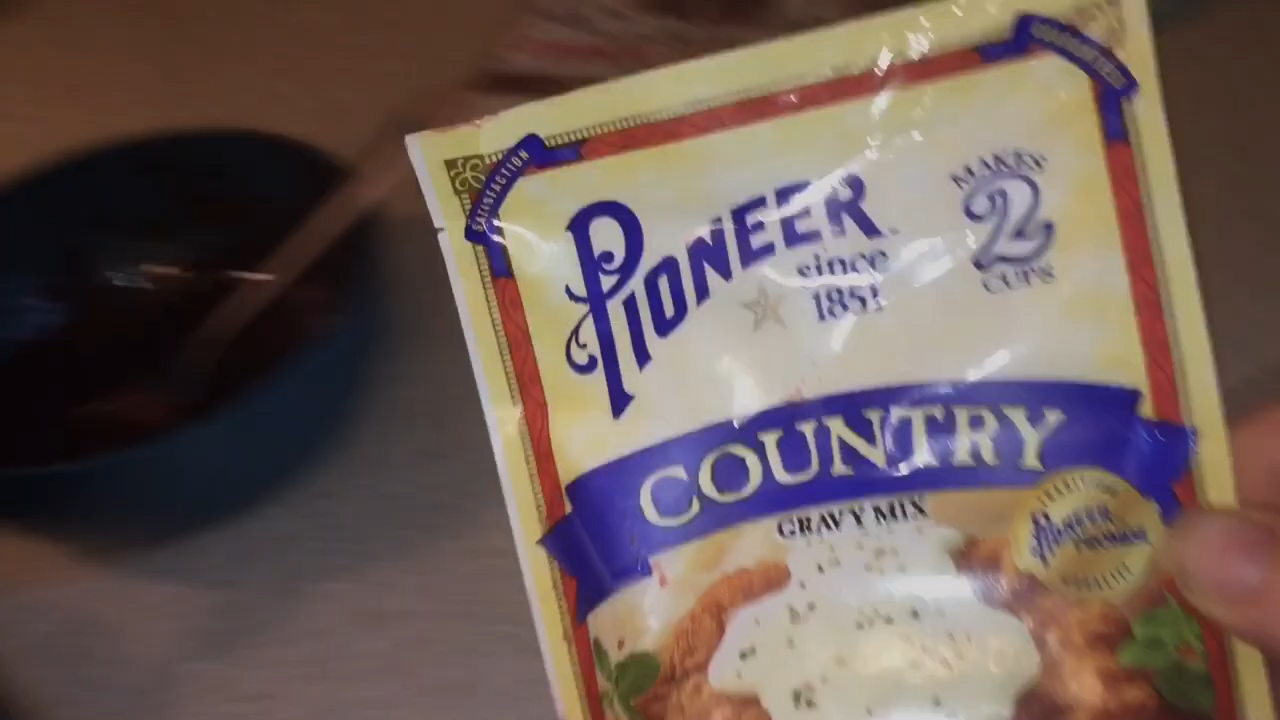 SATISFACTION
PIONEER
since
1851
MAKES
2
CUPS
COUNTRY
GRAVY MIX
PIONEER